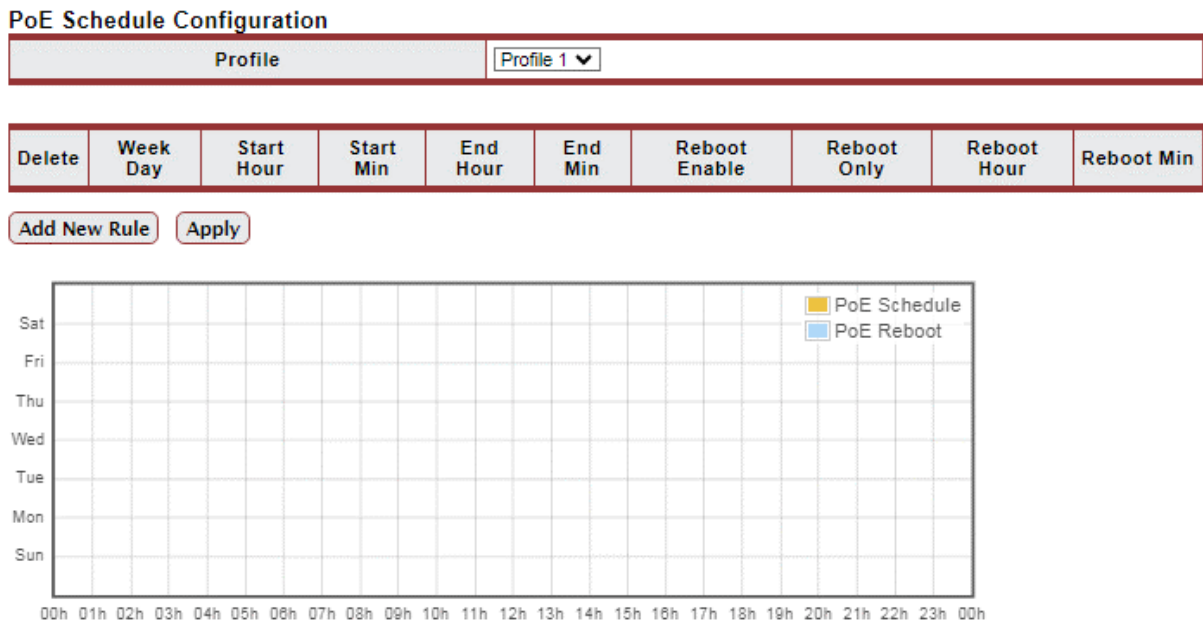 PoE Schedule Configuration
Profile
Profile 1
Delete
Week Day
Start Hour
Start Min
End Hour
End Min
Reboot Enable
Reboot Only
Reboot Hour
Reboot Min
Add New Rule
Apply
PoE Schedule
PoE Reboot
Sat
Fri
Thu
Wed
Tue
Mon
Sun
00h 01h 02h 03h 04h 05h 06h 07h 08h 09h 10h 11h 12h 13h 14h 15h 16h 17h 18h 19h 20h 21h 22h 23h 00h